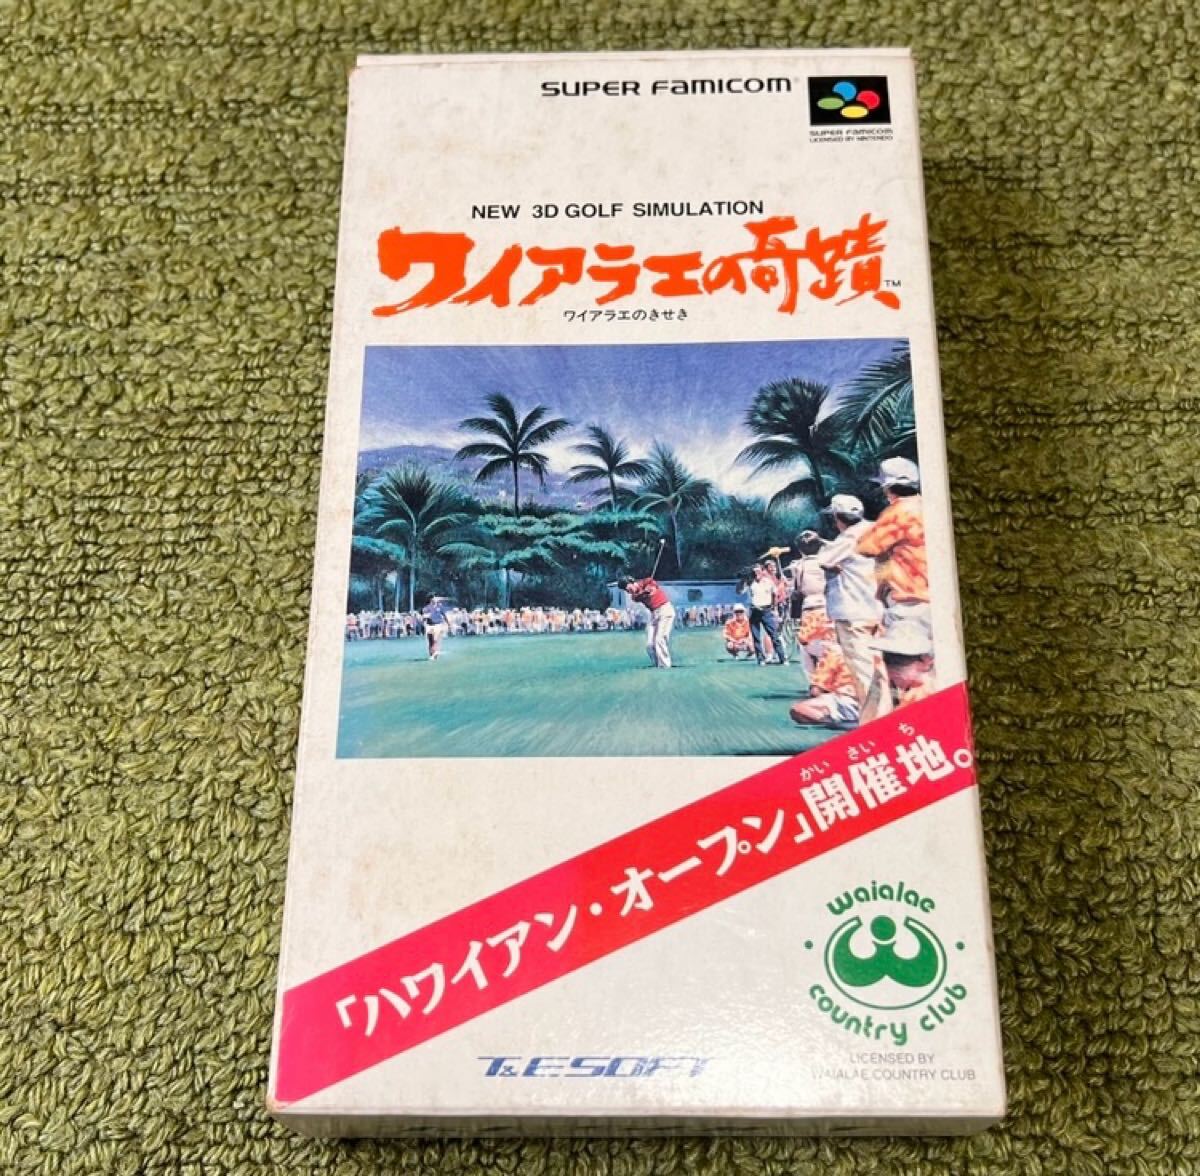 SUPER FAMICOM
SUPER FAMICOM
LICENSED BY NINTENDO
NEW 3D GOLF SIMULATION
ワイアラエの奇蹟™
ワイアラエのきせき
かいさいち
「ハワイアン・オープン」開催地。
waialae
country club
T&E SOFT
LICENSED BY
WAIALAE COUNTRY CLUB